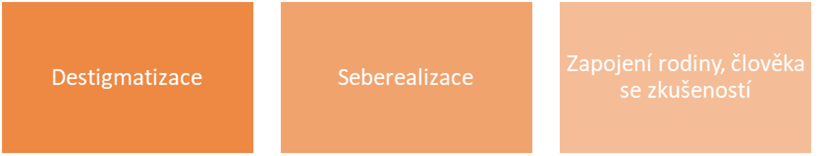 Destigmatizace
Seberealizace
Zapojení rodiny, člověka
se zkušeností